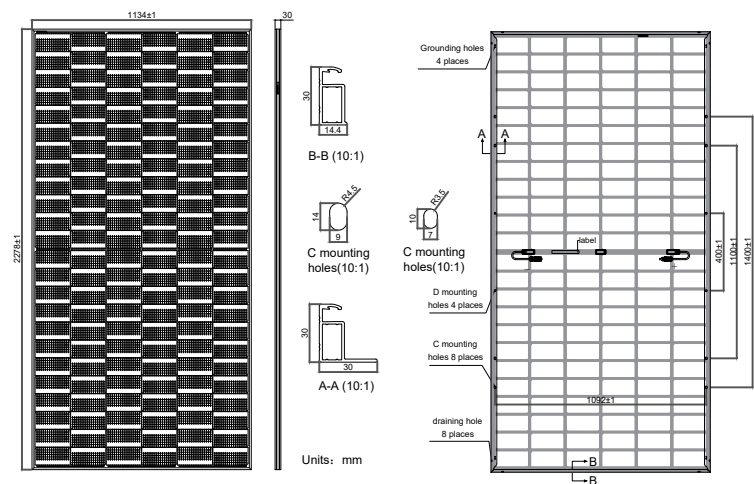 1134±1
30
2278±1
30
14.4
B-B (10:1)
R4.5
14
9
C mounting
holes(10:1)
R3.5
10
7
C mounting
holes(10:1)
30
30
A-A (10:1)
Units：mm
Grounding holes
4 places
A
A
label
D mounting
holes 4 places
C mounting
holes 8 places
draining hole
8 places
1092±1
400±1
1100±1
1400±1
B
B